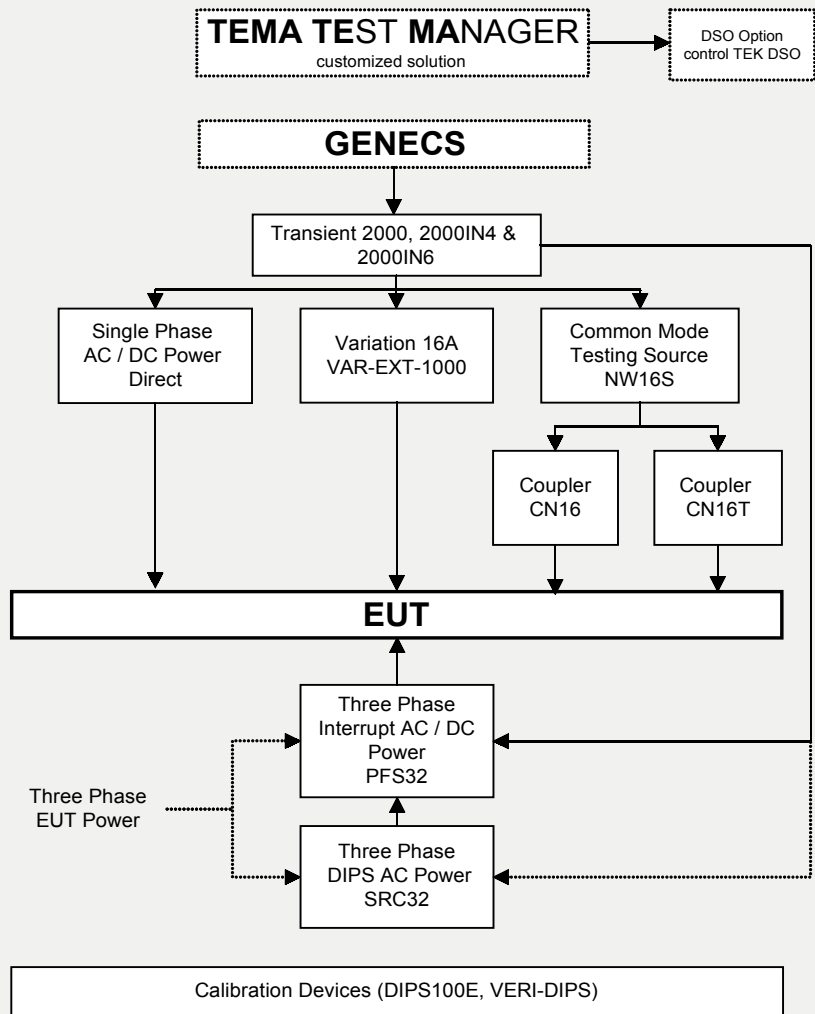 TEMA TEST MANAGER
customized solution
DSO Option
control TEK DSO
GENECS
Transient 2000, 2000IN4 &
2000IN6
Single Phase
AC / DC Power
Direct
Variation 16A
VAR-EXT-1000
Common Mode
Testing Source
NW16S
Coupler
CN16
Coupler
CN16T
EUT
Three Phase
Interrupt AC / DC
Power
PFS32
Three Phase
EUT Power
Three Phase
DIPS AC Power
SRC32
Calibration Devices (DIPS100E, VERI-DIPS)